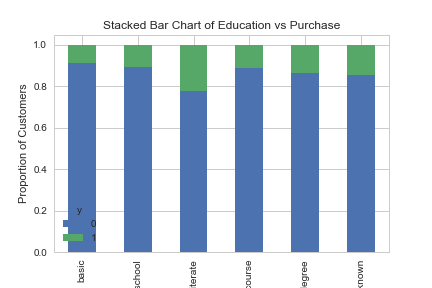 Stacked Bar Chart of Education vs Purchase
Proportion of Customers
1.0
0.8
0.6
0.4
0.2
0.0
y
0
1
basic
school
iterate
course
degree
known